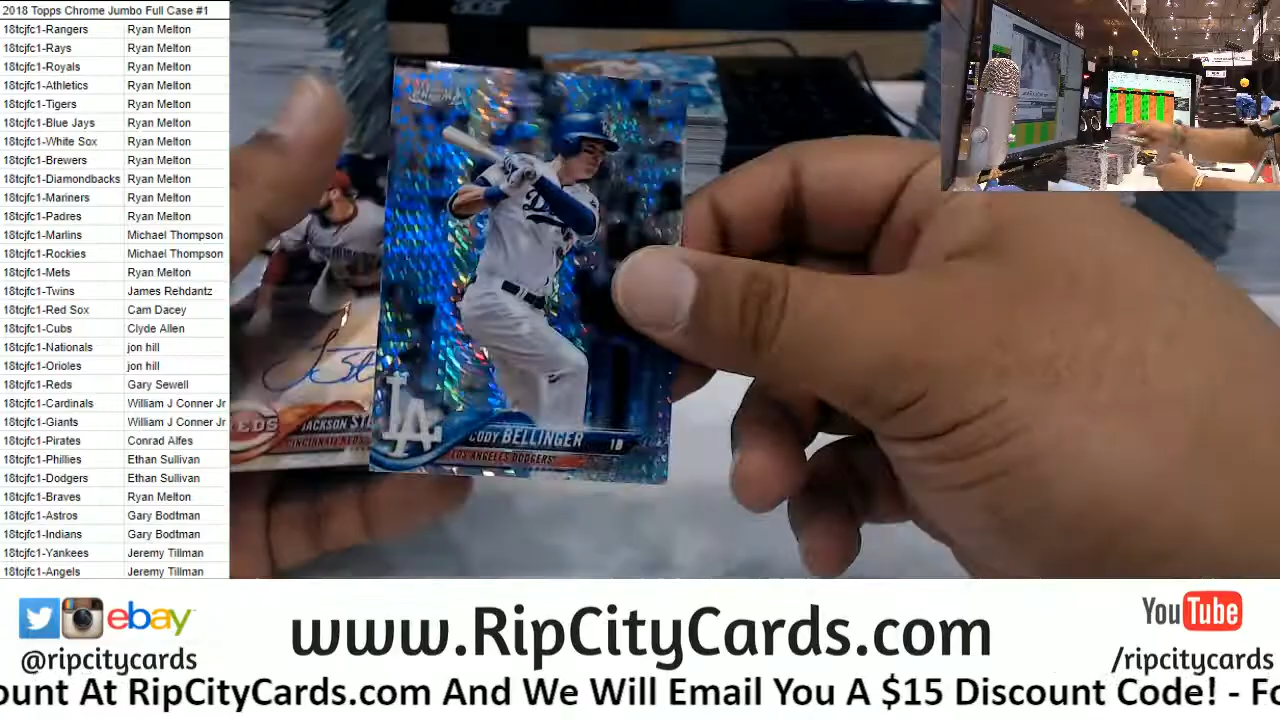 2018 Topps Chrome Jumbo Full Case #1
18tcjfc1-Rangers Ryan Melton
18tcjfc1-Rays Ryan Melton
18tcjfc1-Royals Ryan Melton
18tcjfc1-Athletics Ryan Melton
18tcjfc1-Tigers Ryan Melton
18tcjfc1-Blue Jays Ryan Melton
18tcjfc1-White Sox Ryan Melton
18tcjfc1-Brewers Ryan Melton
18tcjfc1-Diamondbacks Ryan Melton
18tcjfc1-Mariners Ryan Melton
18tcjfc1-Padres Ryan Melton
18tcjfc1-Marlins Michael Thompson
18tcjfc1-Rockies Michael Thompson
18tcjfc1-Mets Ryan Melton
18tcjfc1-Twins James Rehdantz
18tcjfc1-Red Sox Cam Dacey
18tcjfc1-Cubs Clyde Allen
18tcjfc1-Nationals jon hill
18tcjfc1-Orioles jon hill
18tcjfc1-Reds Gary Sewell
18tcjfc1-Cardinals William J Conner Jr
18tcjfc1-Giants William J Conner Jr
18tcjfc1-Pirates Conrad Alfes
18tcjfc1-Phillies Ethan Sullivan
18tcjfc1-Dodgers Ethan Sullivan
18tcjfc1-Braves Ryan Melton
18tcjfc1-Astros Gary Bodtman
18tcjfc1-Indians Gary Bodtman
18tcjfc1-Yankees Jeremy Tillman
18tcjfc1-Angels Jeremy Tillman
acer
Dodgers
LA
CODY BELLINGER 1B
LOS ANGELES DODGERS
EDS JACKSON ST
CINCINNATI REDS
ebay
@ripcitycards
www.RipCityCards.com
YouTube
/ripcitycards
ount At RipCityCards.com And We Will Email You A $15 Discount Code! - Fo